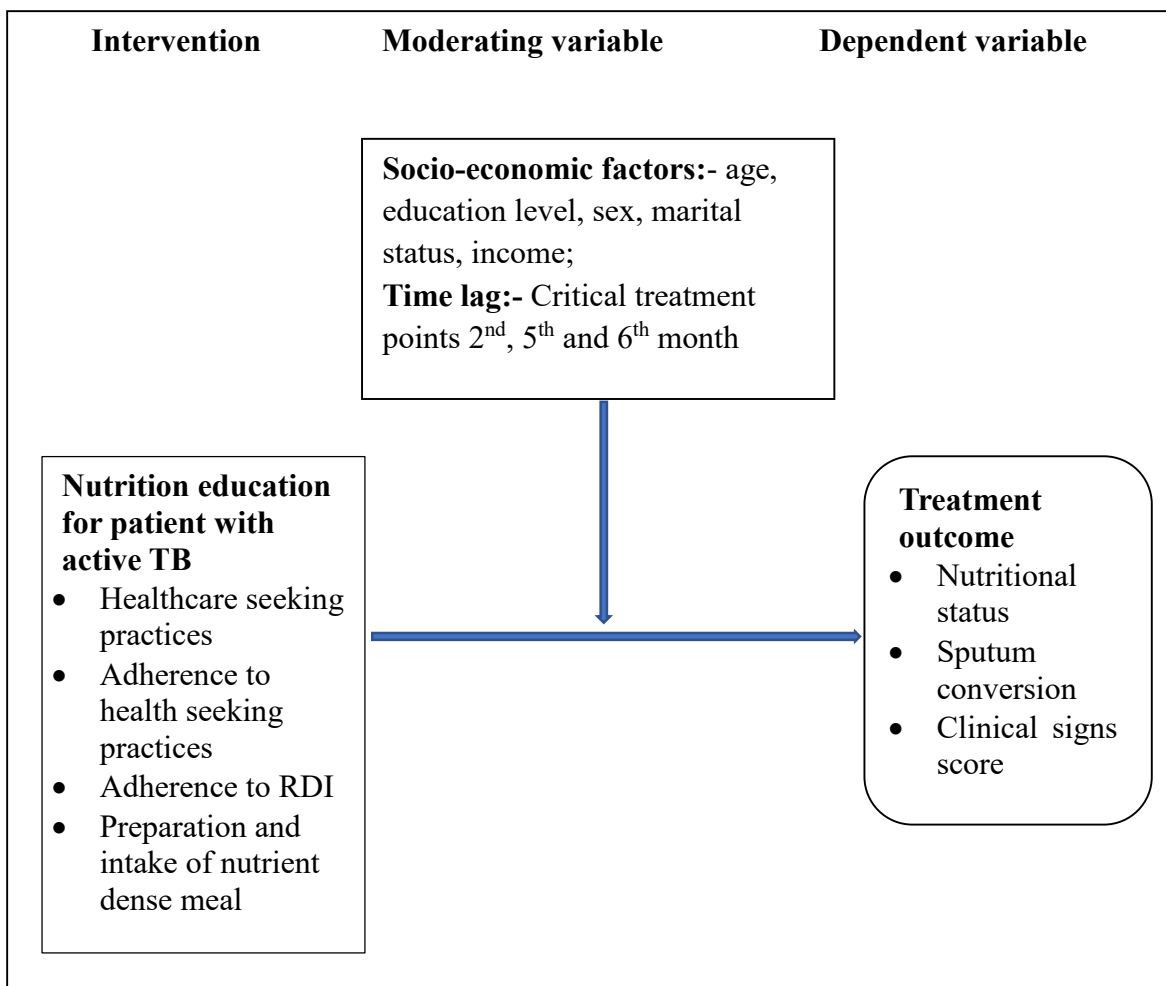 Intervention Moderating variable Dependent variable
Socio-economic factors:- age,
education level, sex, marital
status, income;
Time lag:- Critical treatment
points 2nd, 5th and 6th month
Nutrition education
for patient with
active TB
• Healthcare seeking
practices
• Adherence to
health seeking
practices
• Adherence to RDI
• Preparation and
intake of nutrient
dense meal
Treatment
outcome
• Nutritional
status
• Sputum
conversion
• Clinical signs
score